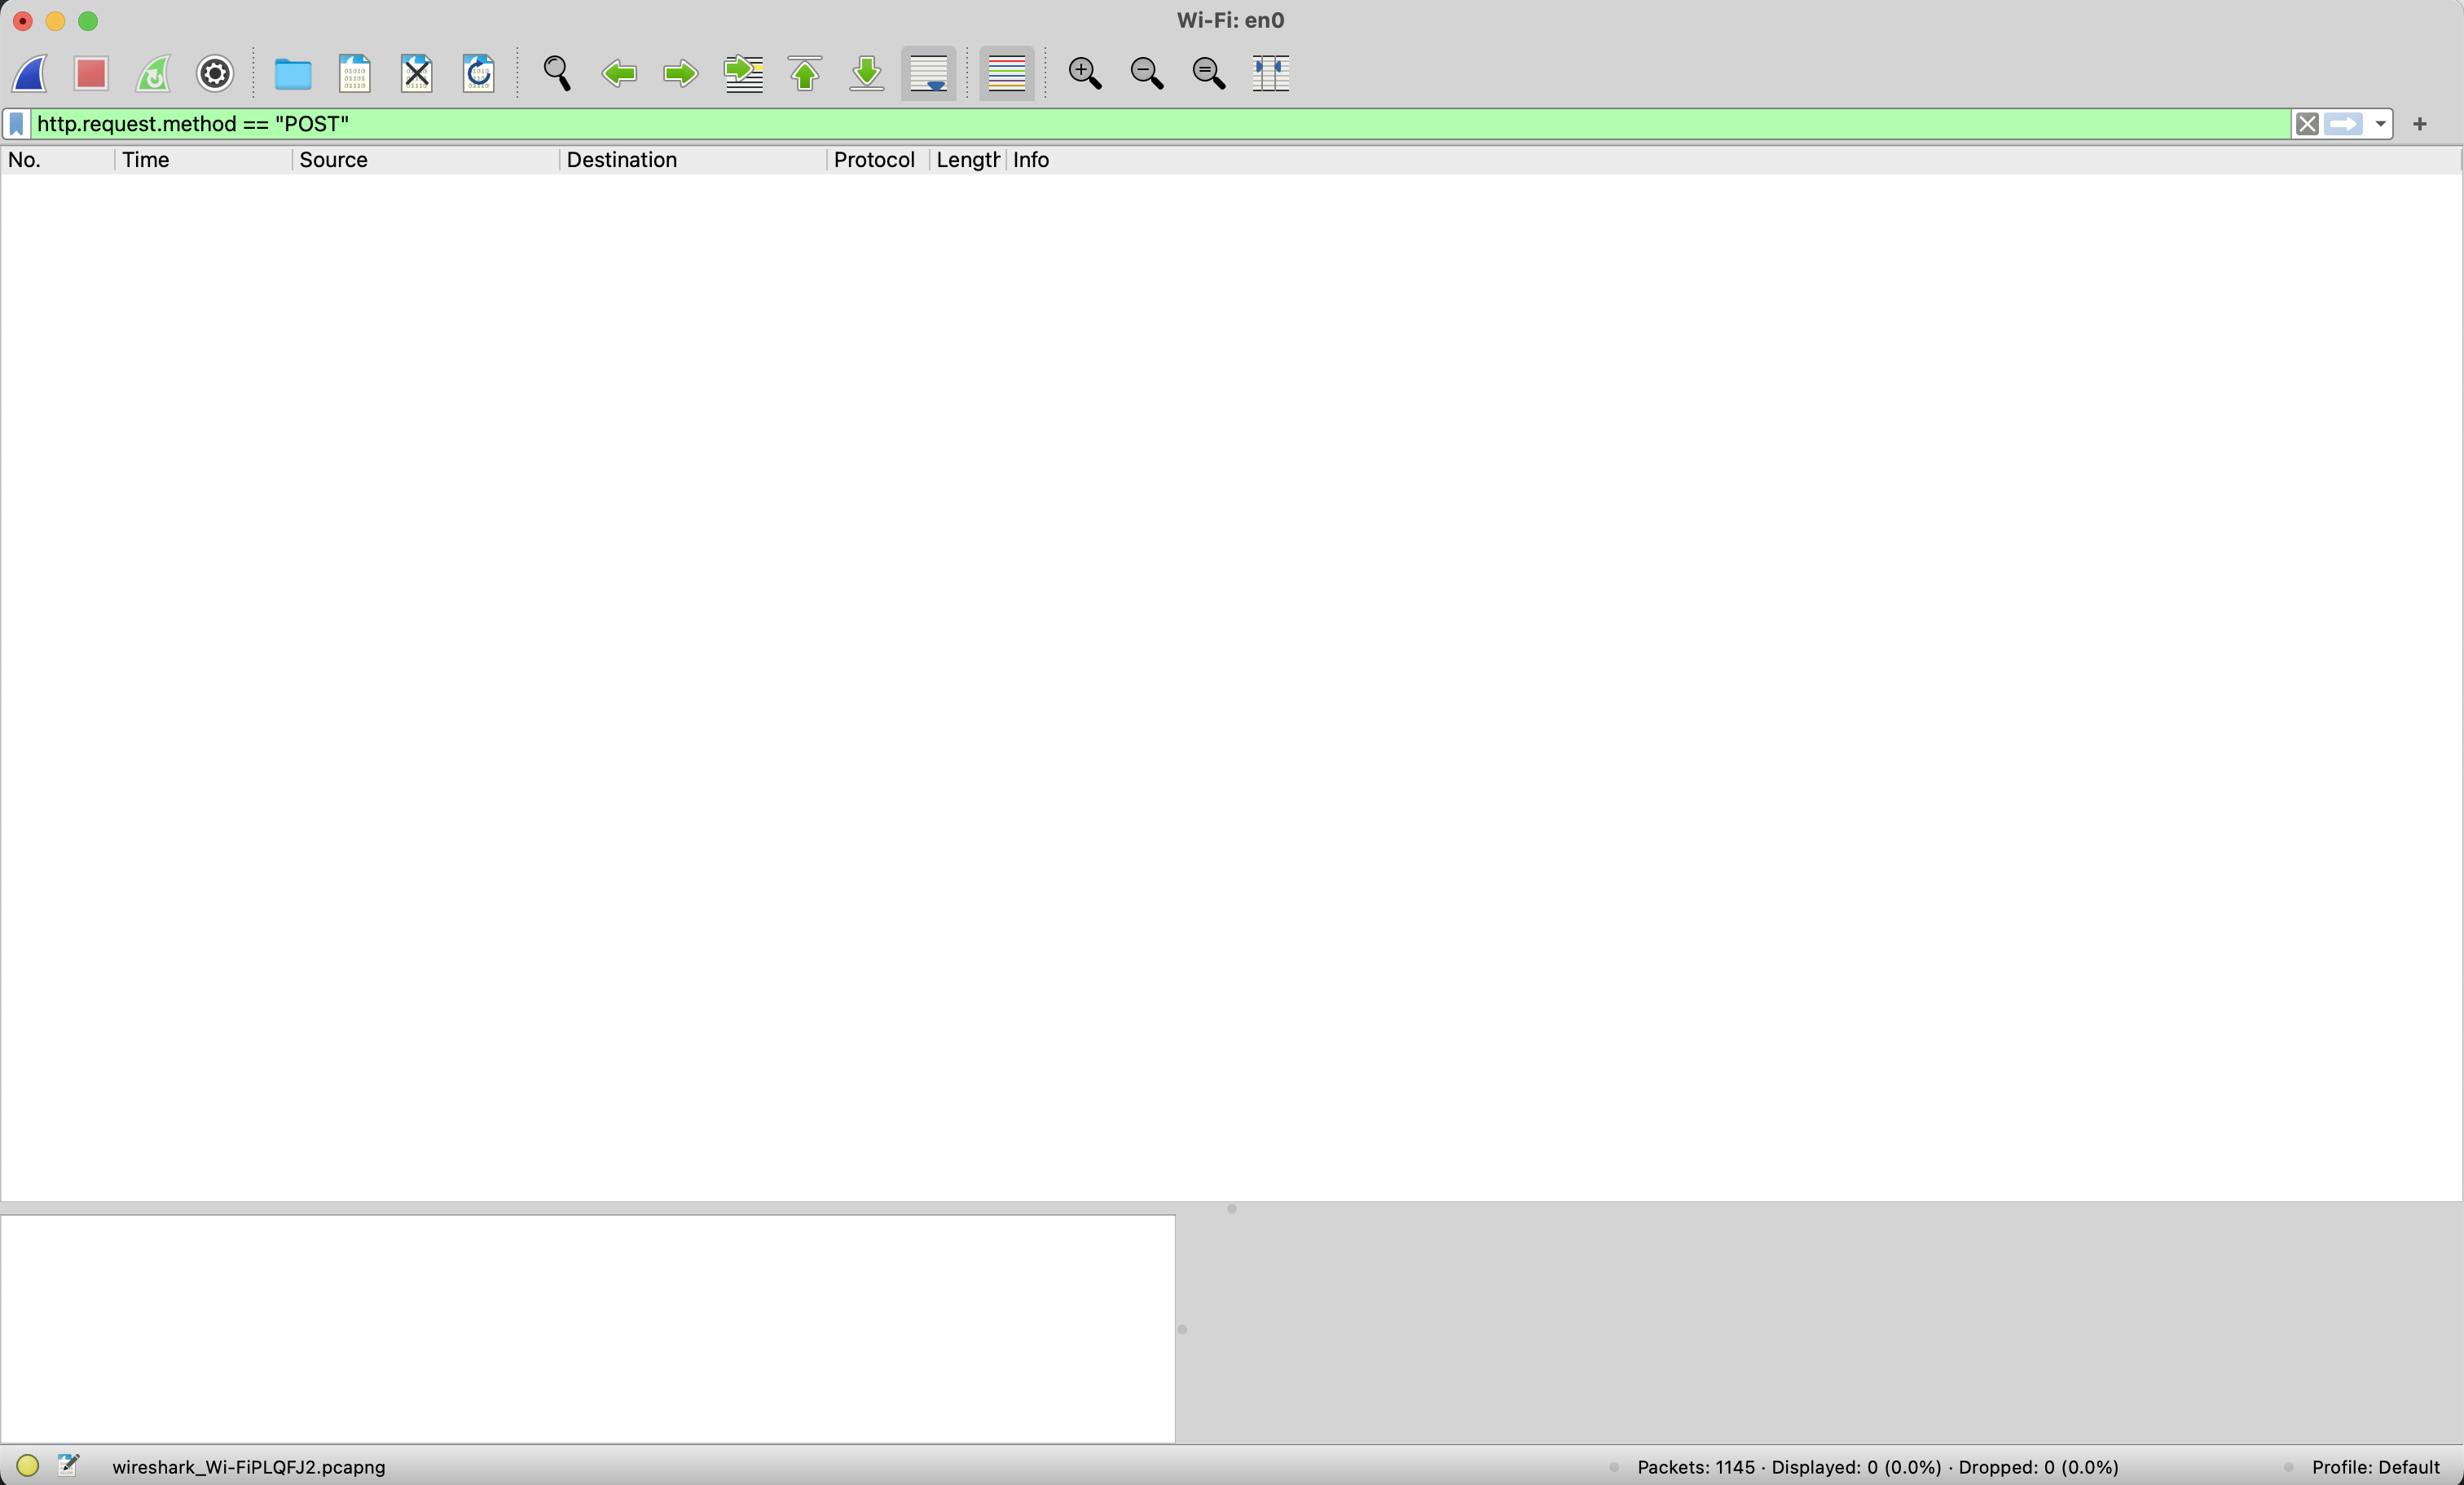 Wi-Fi: en0
http.request.method == "POST"
No. Time Source Destination Protocol Length Info
wireshark_Wi-FiPLQFJ2.pcapng Packets: 1145 · Displayed: 0 (0.0%) · Dropped: 0 (0.0%) Profile: Default